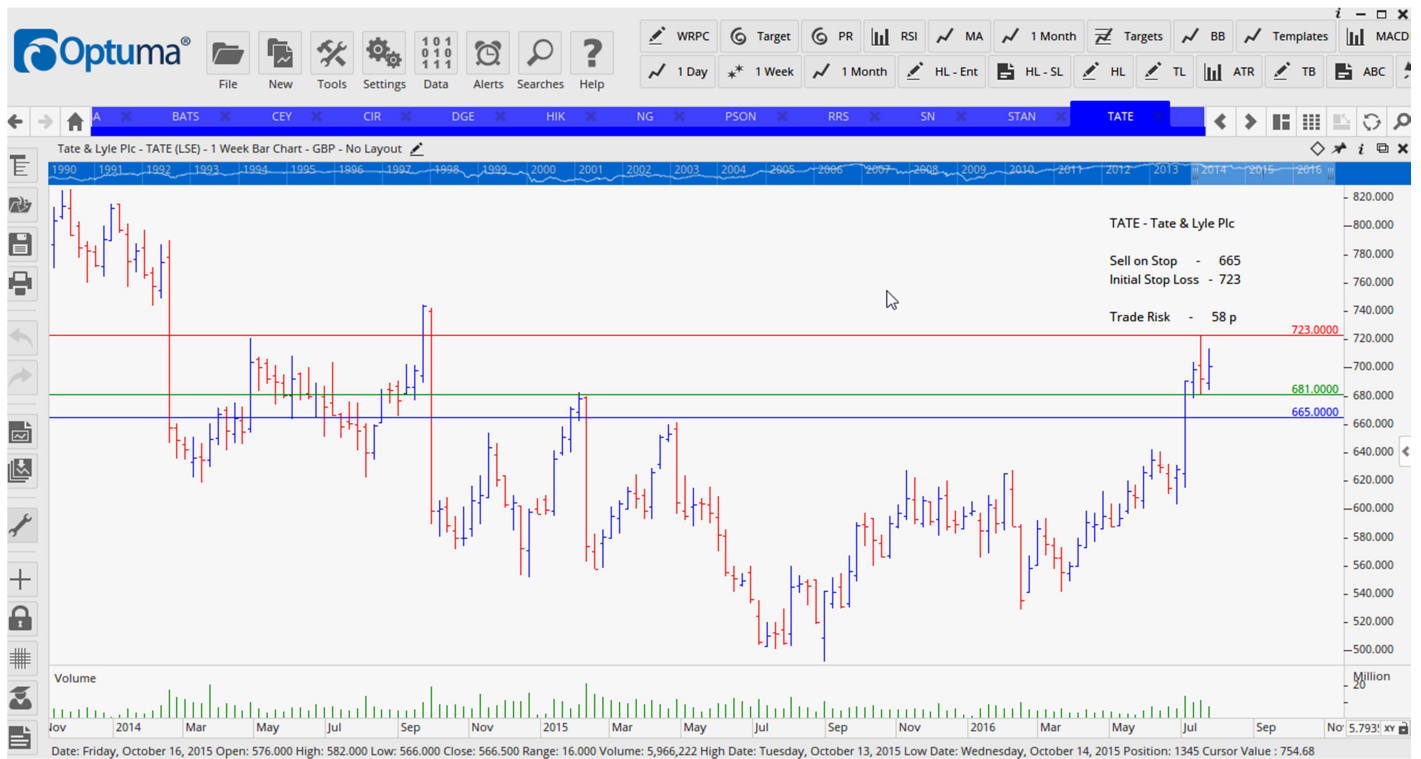 i
Optuma®
101
010
111
File New Tools Settings Data Alerts Searches Help
WRPC Target PR RSI MA 1 Month Targets BB Templates MACD
1 Day 1 Week 1 Month HL - Ent HL - SL HL TL ATR TB ABC
A BATS CEY CIR DGE HIK NG PSON RRS SN STAN TATE
Tate & Lyle Plc - TATE (LSE) - 1 Week Bar Chart - GBP - No Layout
1990 1991 1992 1993 1994 1995 1996 1997 1998 1999 2000 2001 2002 2003 2004 2005 2006 2007 2008 2009 2010 2011 2012 2013 2014 2015 2016
820.000
TATE - Tate & Lyle Plc
800.000
780.000
Sell on Stop - 665
Initial Stop Loss - 723
760.000
740.000
Trade Risk - 58 p
723.0000
720.000
700.000
681.0000
680.000
665.0000
660.000
640.000
620.000
600.000
580.000
560.000
540.000
520.000
500.000
Volume
Million
20
2014 Mar May Jul Sep Nov 2015 Mar May Jul Sep Nov 2016 Mar May Jul Sep No 5.793 XY
Date: Friday, October 16, 2015 Open: 576.000 High: 582.000 Low: 566.000 Close: 566.500 Range: 16.000 Volume: 5,966,222 High Date: Tuesday, October 13, 2015 Low Date: Wednesday, October 14, 2015 Position: 1345 Cursor Value : 754.68